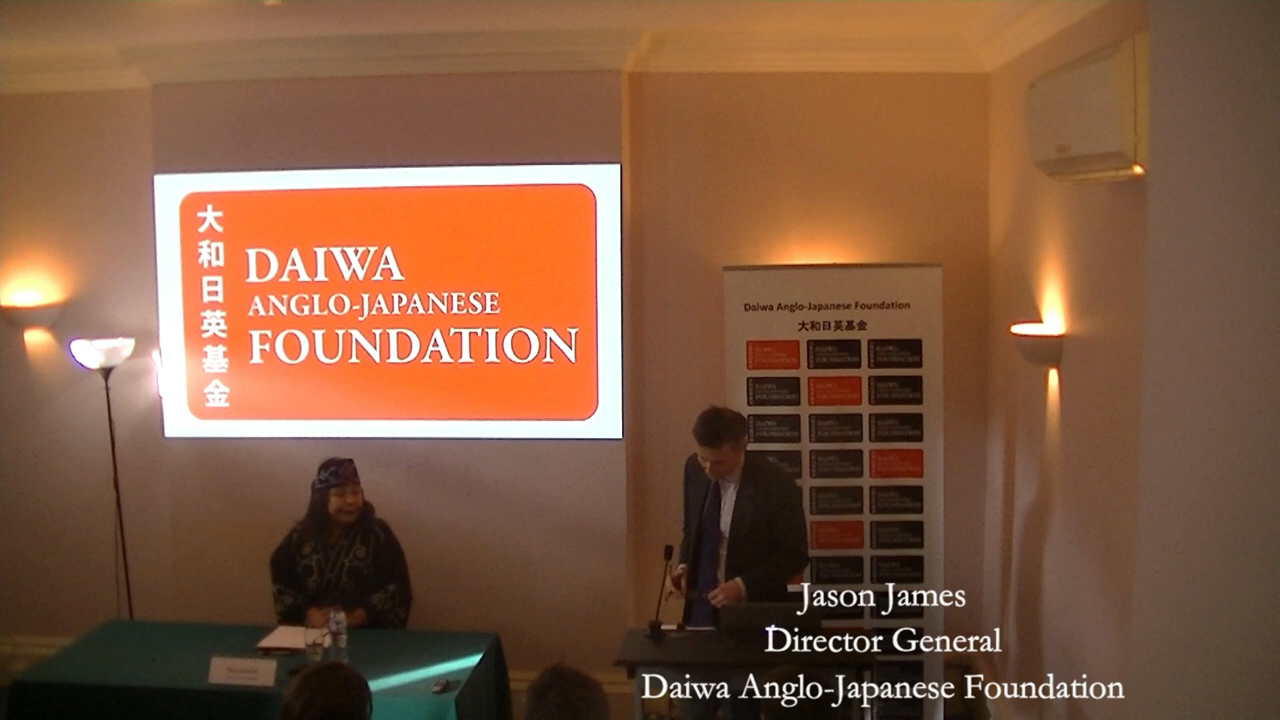 大和日英基金
DAIWA
ANGLO-JAPANESE
FOUNDATION
Daiwa Anglo-Japanese Foundation
大和日英基金
Jason James
Director General
Daiwa Anglo-Japanese Foundation